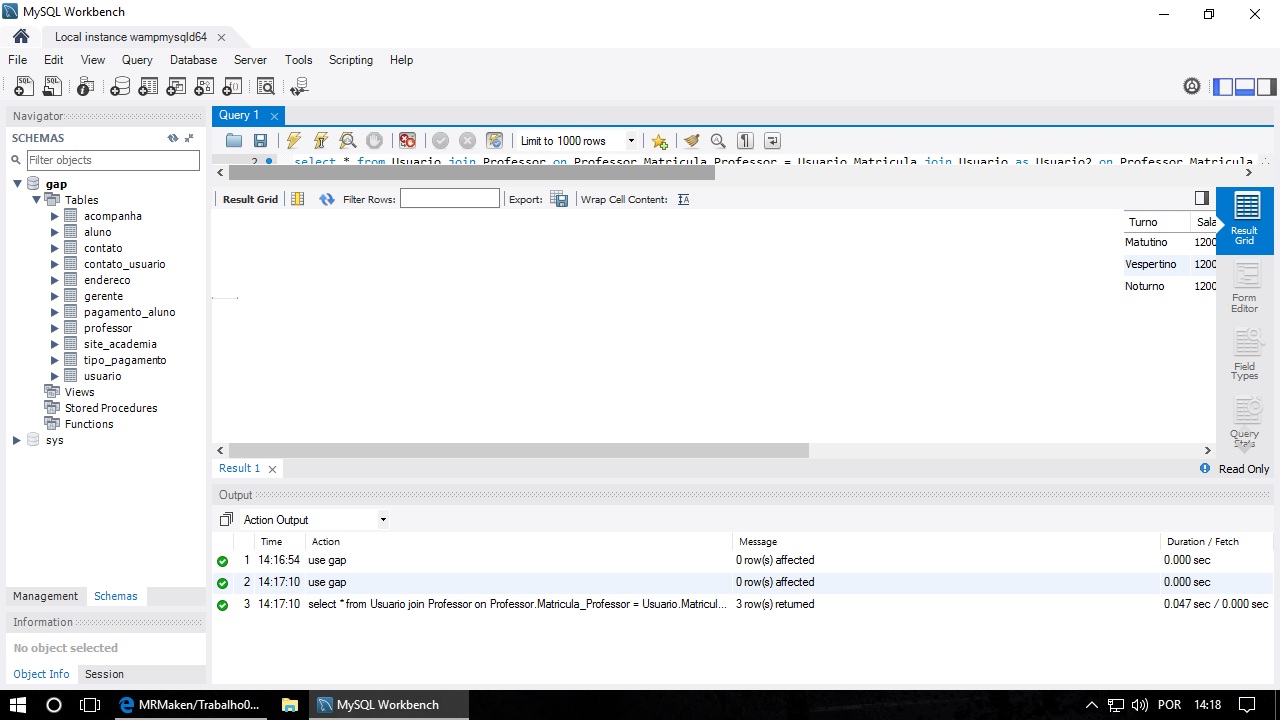 MySQL Workbench
Local instance wampmysqld64
File Edit View Query Database Server Tools Scripting Help
Navigator
SCHEMAS
Filter objects
gap
Tables
acompanha
aluno
contato
contato_usuario
endereco
gerente
pagamento_aluno
professor
site_academia
tipo_pagamento
usuario
Views
Stored Procedures
Functions
sys
Management Schemas
Information
No object selected
Object Info Session
Query 1
Limit to 1000 rows
2 select * from Usuario join Professor on Professor.Matricula_Professor = Usuario.Matricula join Usuario as Usuario2 on Professor.Matricula
Result Grid Filter Rows: Export: Wrap Cell Content:
Turno Sala
Matutino 1200
Vespertino 1200
Noturno 1200
Result Grid
Form Editor
Field Types
Query Stats
Result 1 Read Only
Output
Action Output
Time Action Message Duration / Fetch
1 14:16:54 use gap 0 row(s) affected 0.000 sec
2 14:17:10 use gap 0 row(s) affected 0.000 sec
3 14:17:10 select * from Usuario join Professor on Professor.Matricula_Professor = Usuario.Matricul... 3 row(s) returned 0.047 sec / 0.000 sec
MRMaken/Trabalho0... MySQL Workbench POR 14:18